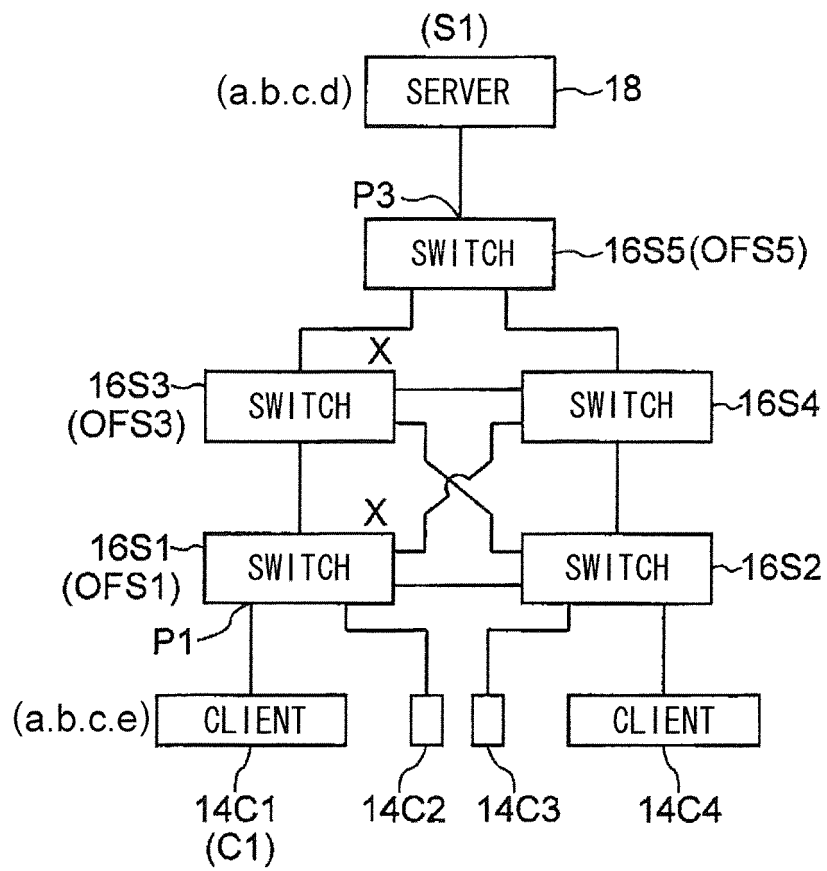 (S1)
(a.b.c.d) SERVER 18
P3
SWITCH 16S5(OFS5)
X
16S3 SWITCH SWITCH 16S4
(OFS3)
X
16S1 SWITCH SWITCH 16S2
(OFS1)
P1
(a.b.c.e) CLIENT CLIENT
14C1 14C2 14C3 14C4
(C1)